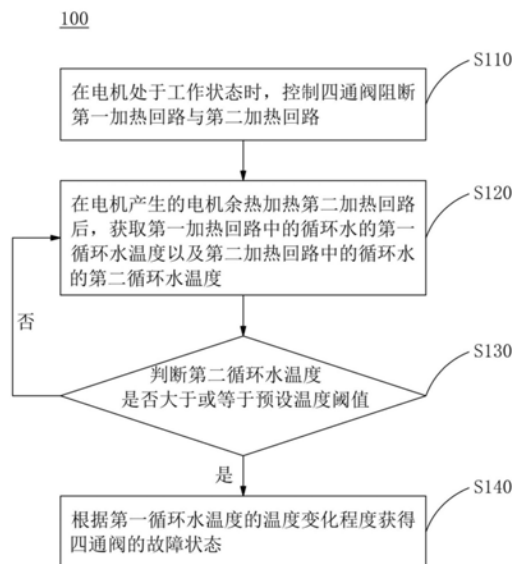 100
S110
在电机处于工作状态时，控制四通阀阻断
第一加热回路与第二加热回路
S120
在电机产生的电机余热加热第二加热回路
后，获取第一加热回路中的循环水的第一
循环水温度以及第二加热回路中的循环水
的第二循环水温度
否
S130
判断第二循环水温度
是否大于或等于预设温度阈值
是
S140
根据第一循环水温度的温度变化程度获得
四通阀的故障状态